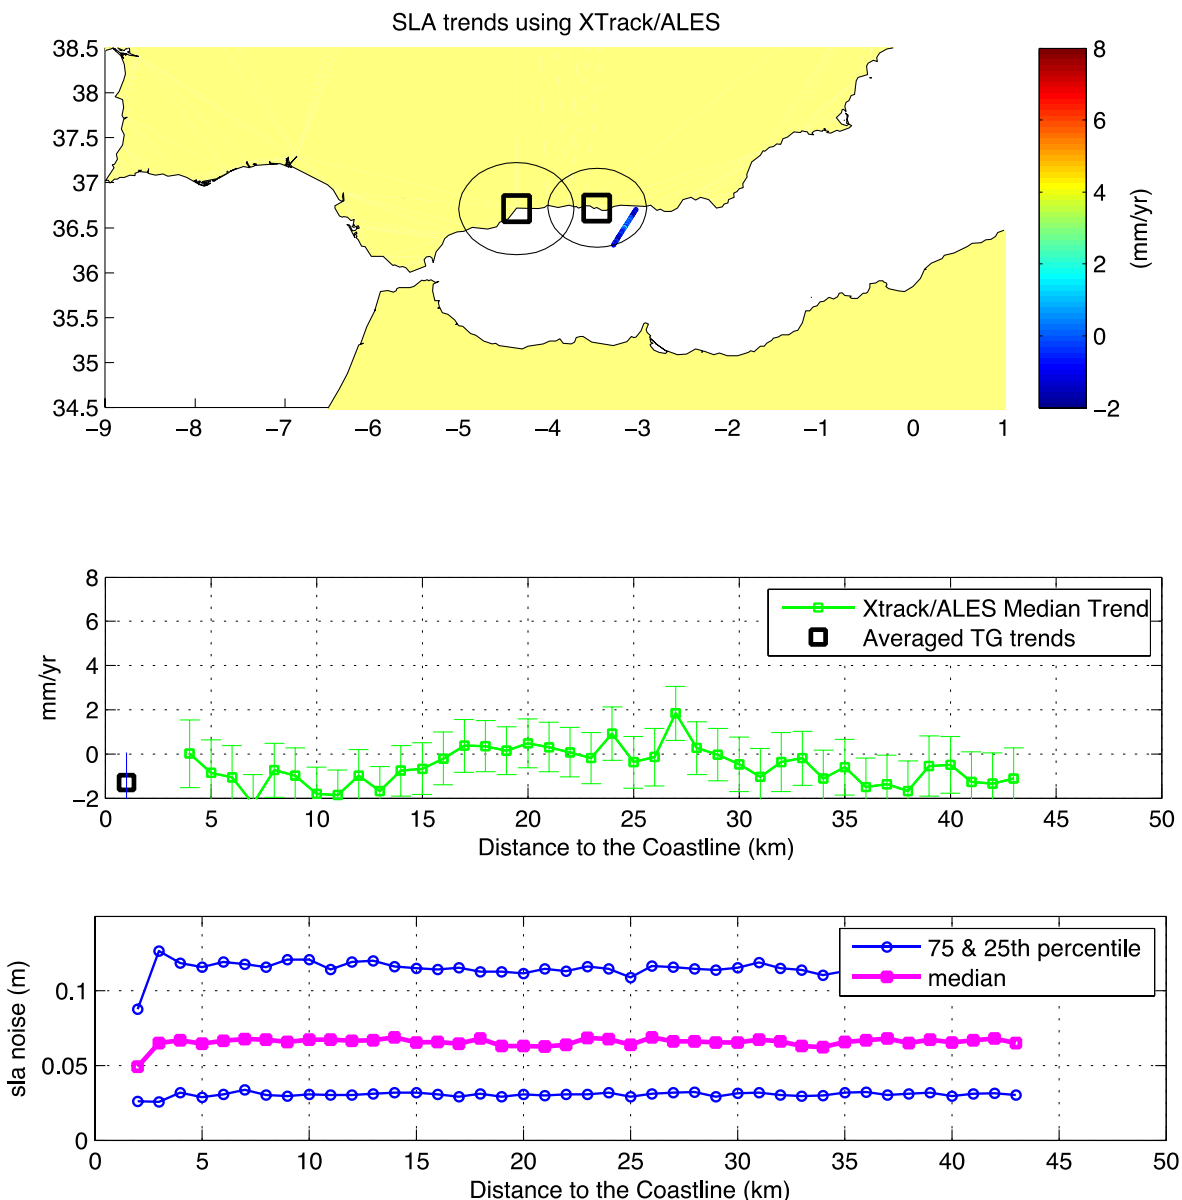 SLA trends using XTrack/ALES
38.5
38
37.5
37
36.5
36
35.5
35
34.5
−9 −8 −7 −6 −5 −4 −3 −2 −1 0 1
8
6
4
2
0
−2
(mm/yr)
8
6
4
2
0
−2
mm/yr
Xtrack/ALES Median Trend
Averaged TG trends
0 5 10 15 20 25 30 35 40 45 50
Distance to the Coastline (km)
0.1
0.05
0
sla noise (m)
75 & 25th percentile
median
0 5 10 15 20 25 30 35 40 45 50
Distance to the Coastline (km)